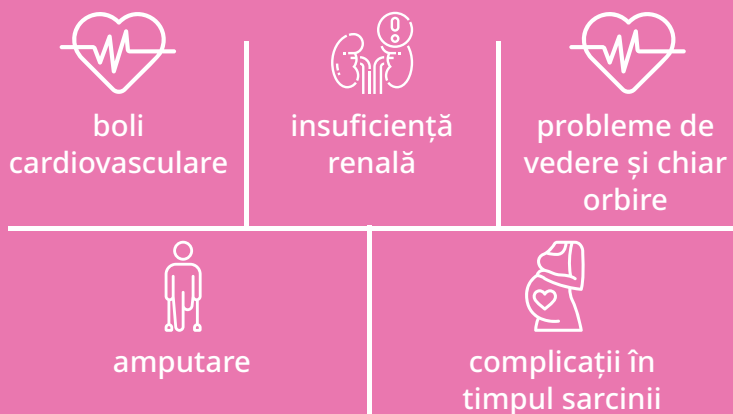 boli
cardiovasculare
insuficiență
renală
probleme de
vedere și chiar
orbire
amputare
complicații în
timpul sarcinii